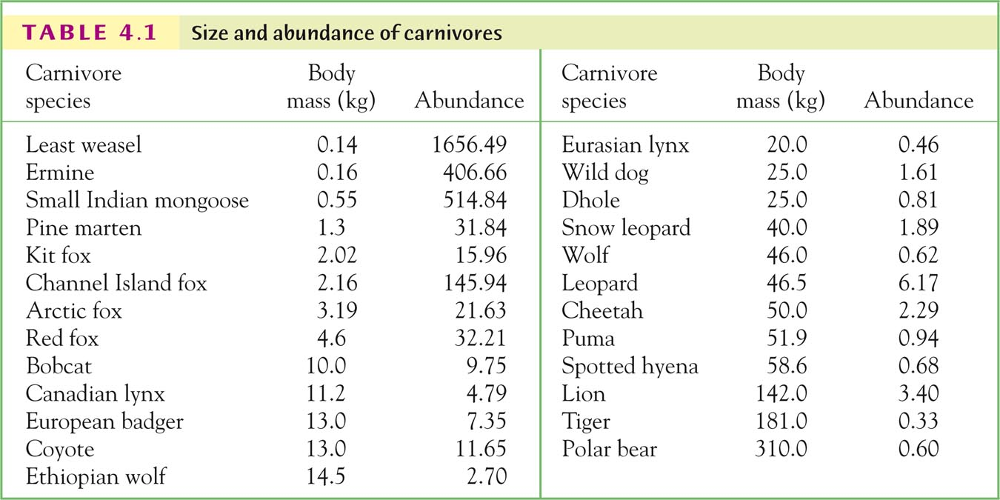 TABLE 4.1 Size and abundance of carnivores
Carnivore species Body mass (kg) Abundance
Least weasel 0.14 1656.49
Ermine 0.16 406.66
Small Indian mongoose 0.55 514.84
Pine marten 1.3 31.84
Kit fox 2.02 15.96
Channel Island fox 2.16 145.94
Arctic fox 3.19 21.63
Red fox 4.6 32.21
Bobcat 10.0 9.75
Canadian lynx 11.2 4.79
European badger 13.0 7.35
Coyote 13.0 11.65
Ethiopian wolf 14.5 2.70
Carnivore species Body mass (kg) Abundance
Eurasian lynx 20.0 0.46
Wild dog 25.0 1.61
Dhole 25.0 0.81
Snow leopard 40.0 1.89
Wolf 46.0 0.62
Leopard 46.5 6.17
Cheetah 50.0 2.29
Puma 51.9 0.94
Spotted hyena 58.6 0.68
Lion 142.0 3.40
Tiger 181.0 0.33
Polar bear 310.0 0.60